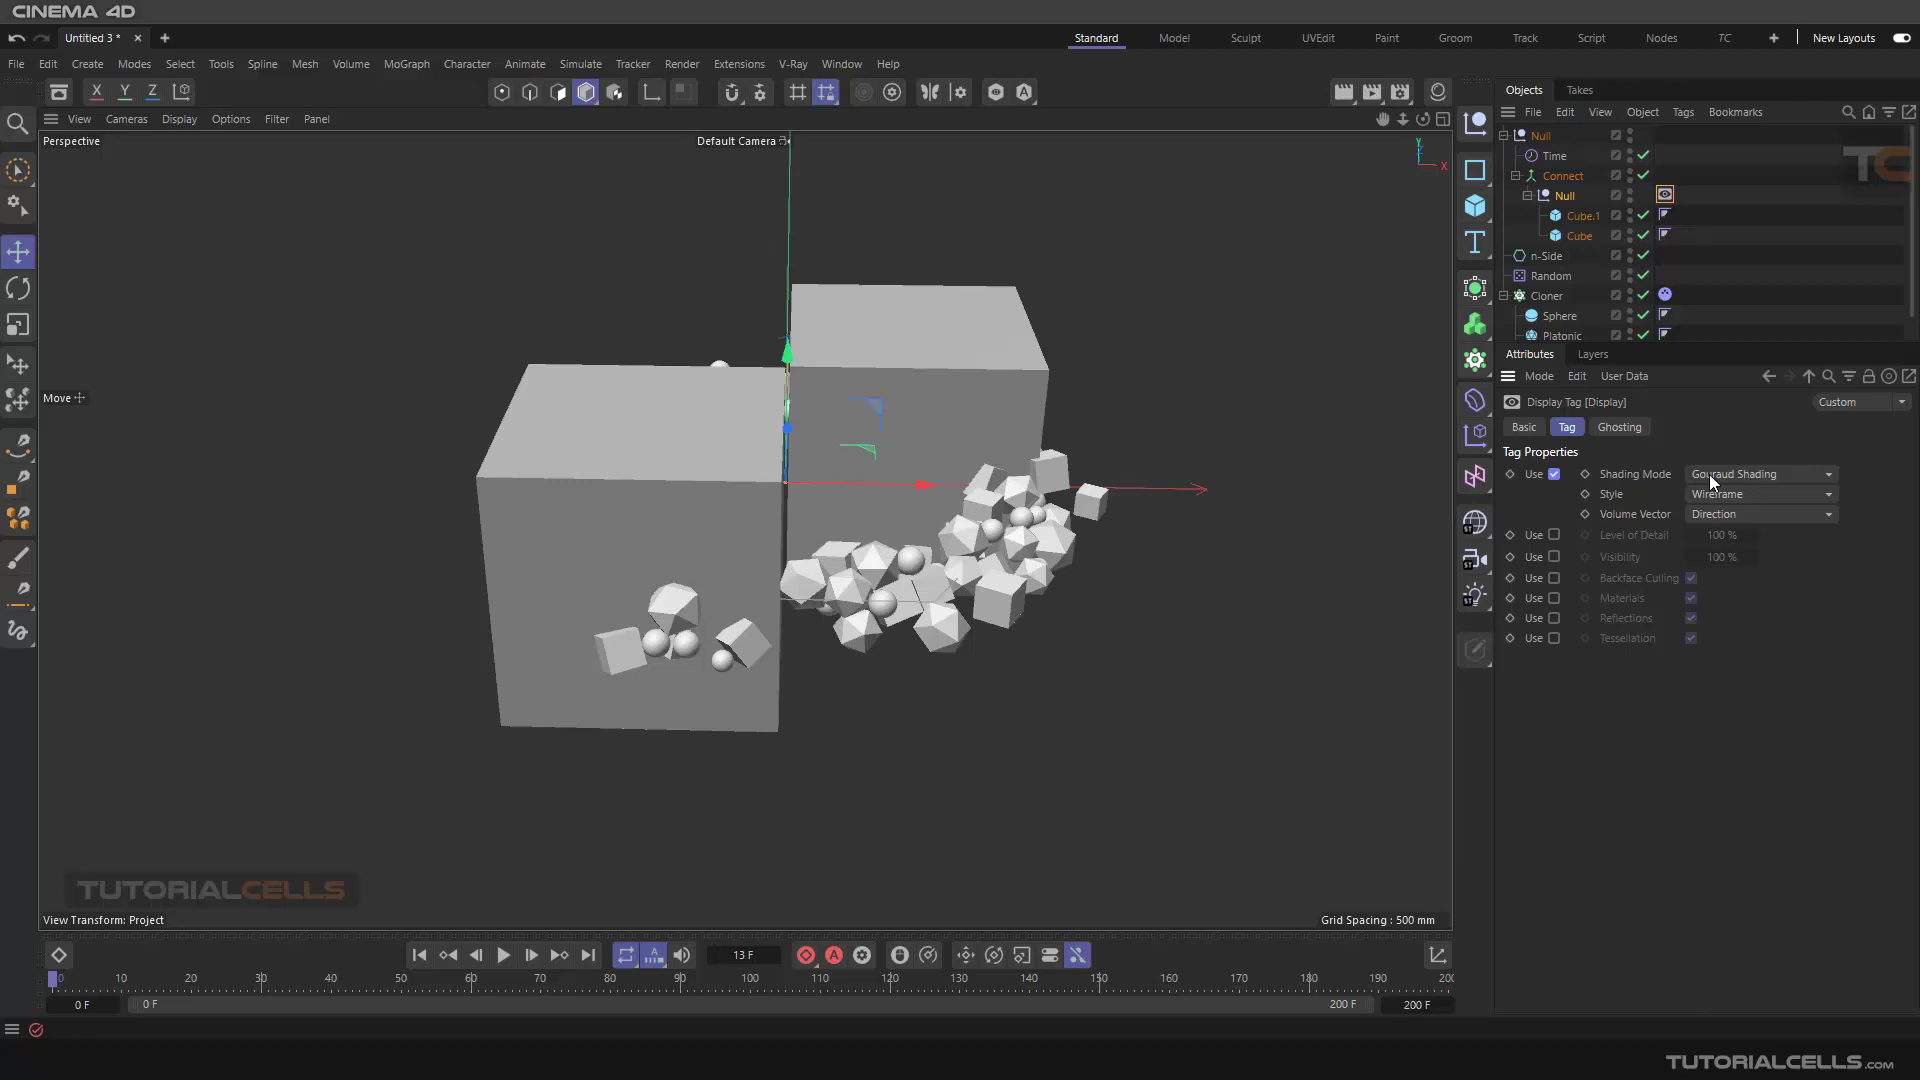 CINEMA 4D
Untitled 3 *
Standard
Model
Sculpt
UVEdit
Paint
Groom
Track
Script
Nodes
TC
New Layouts
File Edit Create Modes Select Tools Spline Mesh Volume MoGraph Character Animate Simulate Tracker Render Extensions V-Ray Window Help
X Y Z
View Cameras Display Options Filter Panel
Perspective
Default Camera
Y
Z
X
Move
TUTORIALCELLS
View Transform: Project
Grid Spacing : 500 mm
Objects Takes
File Edit View Object Tags Bookmarks
Null
Time
Connect
Null
Cube.1
Cube
n-Side
Random
Cloner
Sphere
Platonic
TC
Attributes Layers
Mode Edit User Data
Display Tag [Display]
Custom
Basic Tag Ghosting
Tag Properties
Use Shading Mode Gouraud Shading
Style Wireframe
Volume Vector Direction
Use Level of Detail 100 %
Use Visibility 100 %
Use Backface Culling
Use Materials
Use Reflections
Use Tessellation
13 F
0 10 20 30 40 50 60 70 80 90 100 110 120 130 140 150 160 170 180 190 200
0 F
0 F
200 F
200 F
TUTORIALCELLS.COM